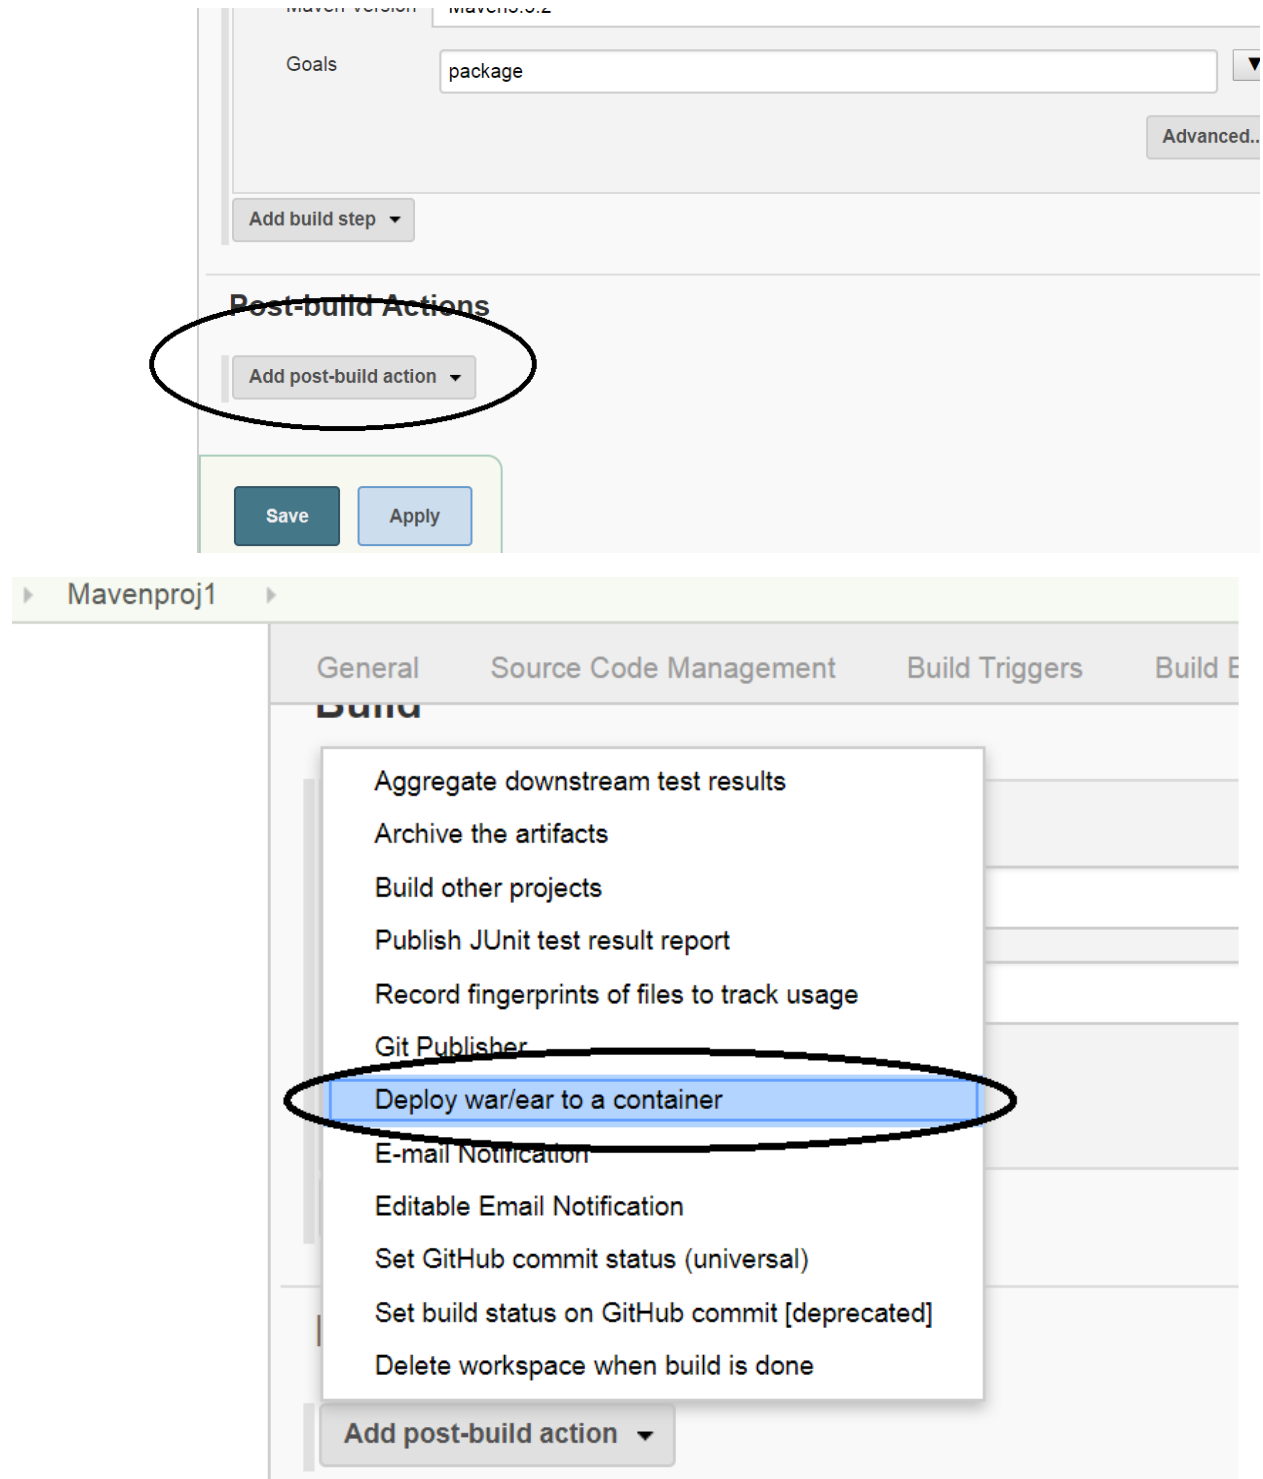 Maven Version
Goals
package
Advanced..
Add build step
Post-build Actions
Add post-build action
Save
Apply
Mavenproj1
General
Source Code Management
Build Triggers
Build E
Build
Aggregate downstream test results
Archive the artifacts
Build other projects
Publish JUnit test result report
Record fingerprints of files to track usage
Git Publisher
Deploy war/ear to a container
E-mail Notification
Editable Email Notification
Set GitHub commit status (universal)
Set build status on GitHub commit [deprecated]
Delete workspace when build is done
Add post-build action